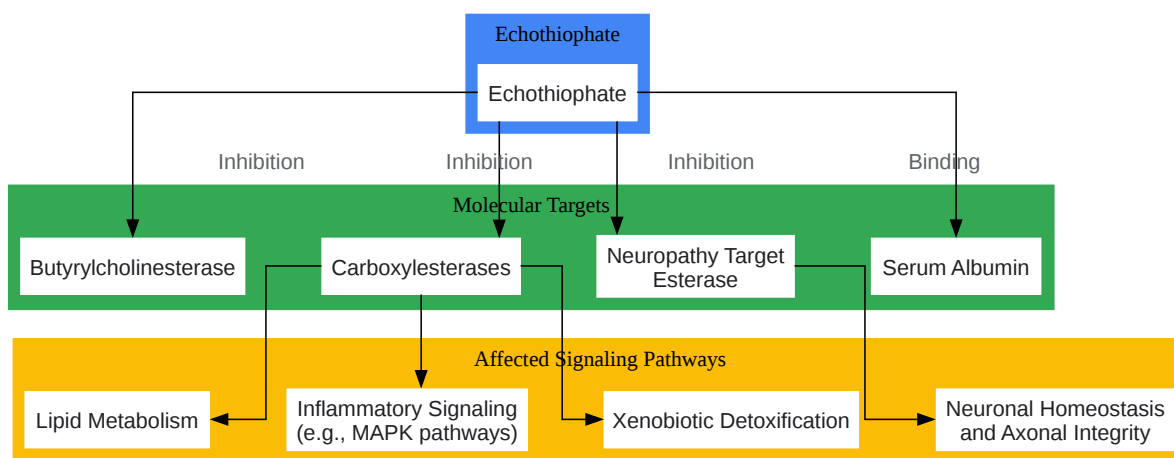 Echothiophate
Echothiophate
Inhibition
Inhibition
Inhibition
Binding
Molecular Targets
Butyrylcholinesterase
Carboxylesterases
Neuropathy Target
Esterase
Serum Albumin
Affected Signaling Pathways
Lipid Metabolism
Inflammatory Signaling
(e.g., MAPK pathways)
Xenobiotic Detoxification
Neuronal Homeostasis
and Axonal Integrity